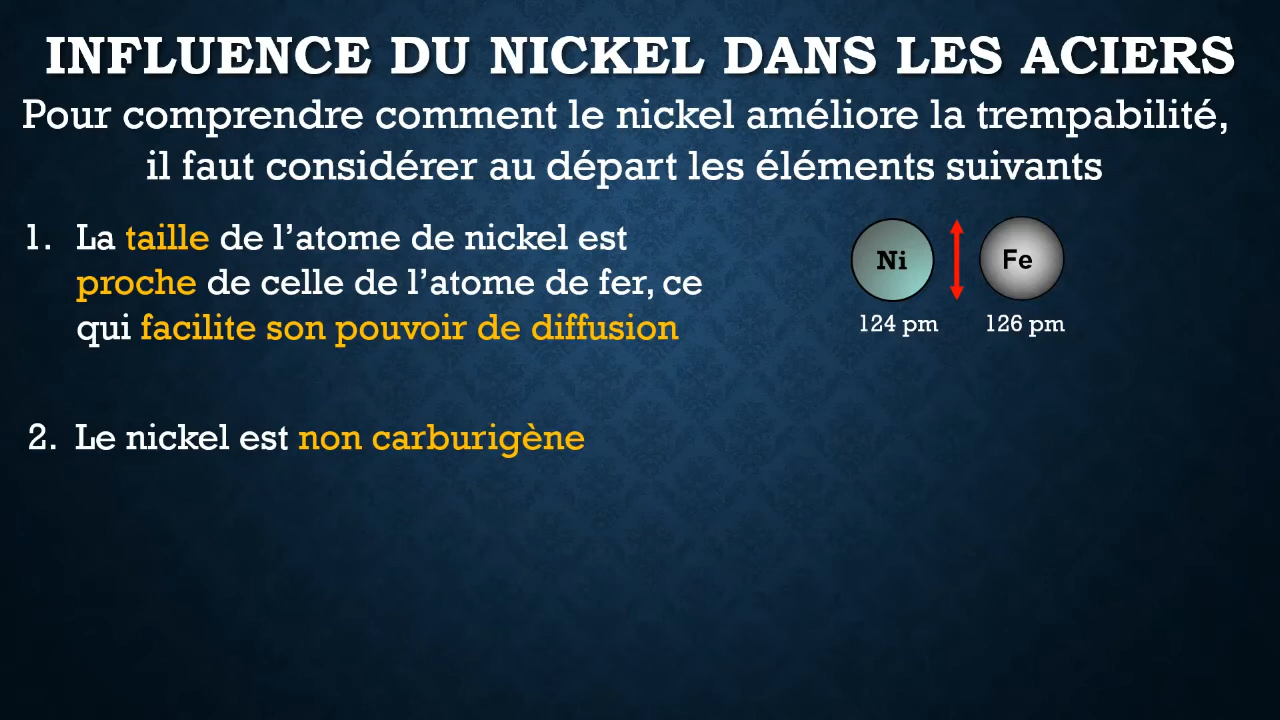 INFLUENCE DU NICKEL DANS LES ACIERS
Pour comprendre comment le nickel améliore la trempabilité,
il faut considérer au départ les éléments suivants
1. La taille de l’atome de nickel est
proche de celle de l’atome de fer, ce
qui facilite son pouvoir de diffusion
Ni Fe
124 pm 126 pm
2. Le nickel est non carburigène